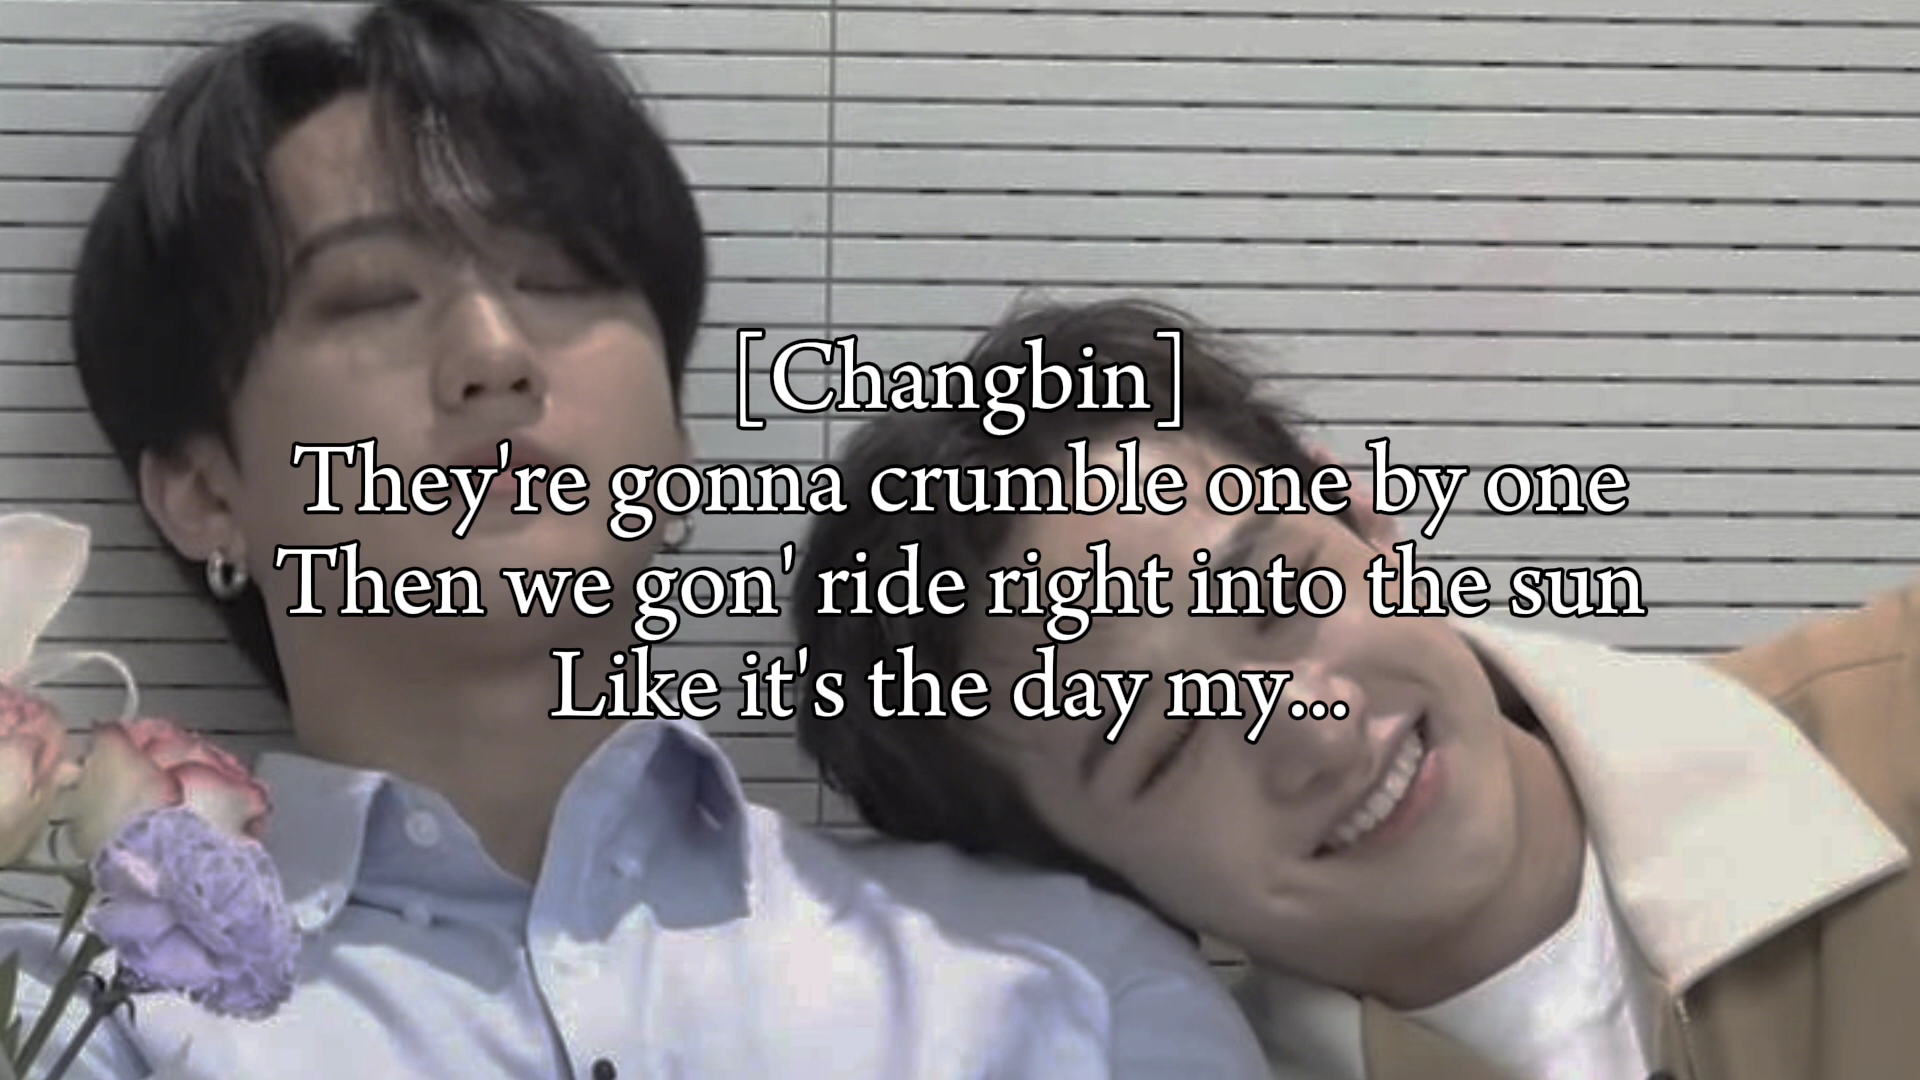 [Changbin]
They're gonna crumble one by one
Then we gon' ride right into the sun
Like it's the day my...